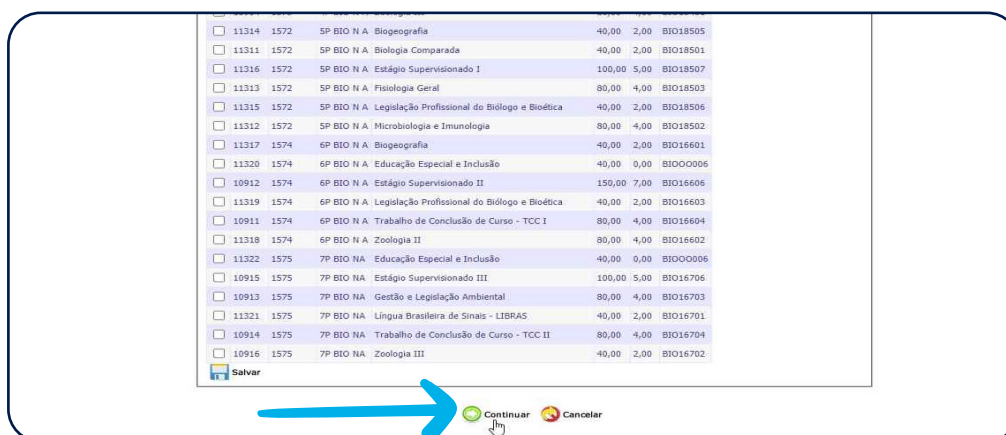 11314 1572 5P BIO N A Biogeografia 40,00 2,00 BIO18505
11311 1572 5P BIO N A Biologia Comparada 40,00 2,00 BIO18501
11316 1572 5P BIO N A Estágio Supervisionado I 100,00 5,00 BIO18507
11313 1572 5P BIO N A Fisiologia Geral 80,00 4,00 BIO18503
11315 1572 5P BIO N A Legislação Profissional do Biólogo e Bioética 40,00 2,00 BIO18506
11312 1572 5P BIO N A Microbiologia e Imunologia 80,00 4,00 BIO18502
11317 1574 6P BIO N A Biogeografia 40,00 2,00 BIO16601
11320 1574 6P BIO N A Educação Especial e Inclusão 40,00 0,00 BIOOO006
10912 1574 6P BIO N A Estágio Supervisionado II 150,00 7,00 BIO16606
11319 1574 6P BIO N A Legislação Profissional do Biólogo e Bioética 40,00 2,00 BIO16603
10911 1574 6P BIO N A Trabalho de Conclusão de Curso - TCC I 80,00 4,00 BIO16604
11318 1574 6P BIO N A Zoologia II 80,00 4,00 BIO16602
11322 1575 7P BIO NA Educação Especial e Inclusão 40,00 0,00 BIOOO006
10915 1575 7P BIO NA Estágio Supervisionado III 100,00 5,00 BIO16706
10913 1575 7P BIO NA Gestão e Legislação Ambiental 80,00 4,00 BIO16703
11321 1575 7P BIO NA Língua Brasileira de Sinais - LIBRAS 40,00 2,00 BIO16701
10914 1575 7P BIO NA Trabalho de Conclusão de Curso - TCC II 80,00 4,00 BIO16704
10916 1575 7P BIO NA Zoologia III 40,00 2,00 BIO16702
Salvar
Continuar Cancelar